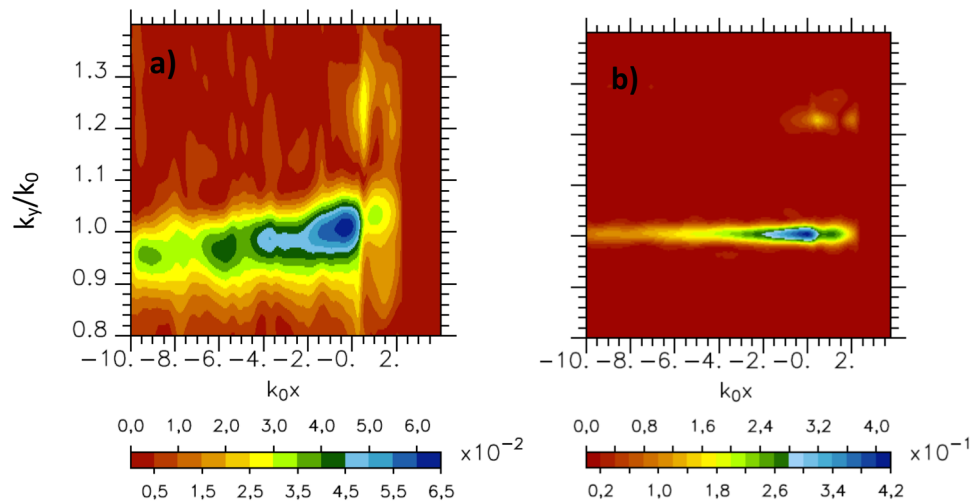 a)
b)
1.3
1.2
1.1
1.0
0.9
0.8
ky/k0
-10. -8. -6. -4. -2. -0. 2.
-10. -8. -6. -4. -2. -0. 2.
k0x
k0x
0,0 1,0 2,0 3,0 4,0 5,0 6,0
x10-2
0,5 1,5 2,5 3,5 4,5 5,5 6,5
0,0 0,8 1,6 2,4 3,2 4,0
x10-1
0,2 1,0 1,8 2,6 3,4 4,2